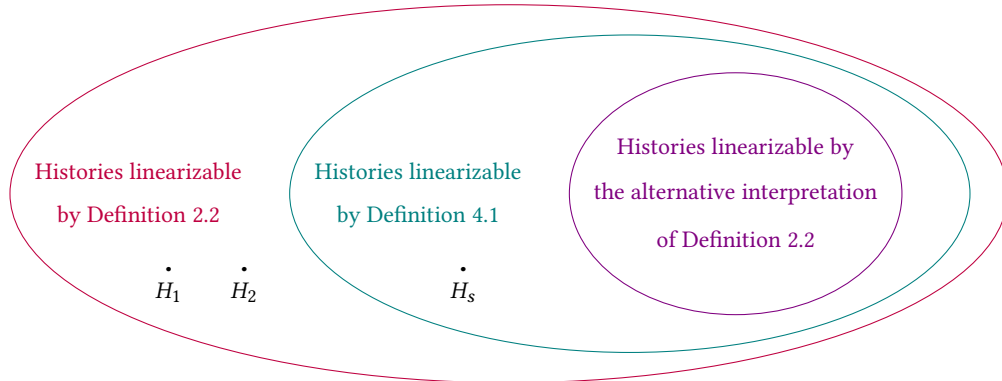 Histories linearizable
by Definition 2.2
Histories linearizable
by Definition 4.1
Histories linearizable by
the alternative interpretation
of Definition 2.2
H₁
H₂
Hₛ